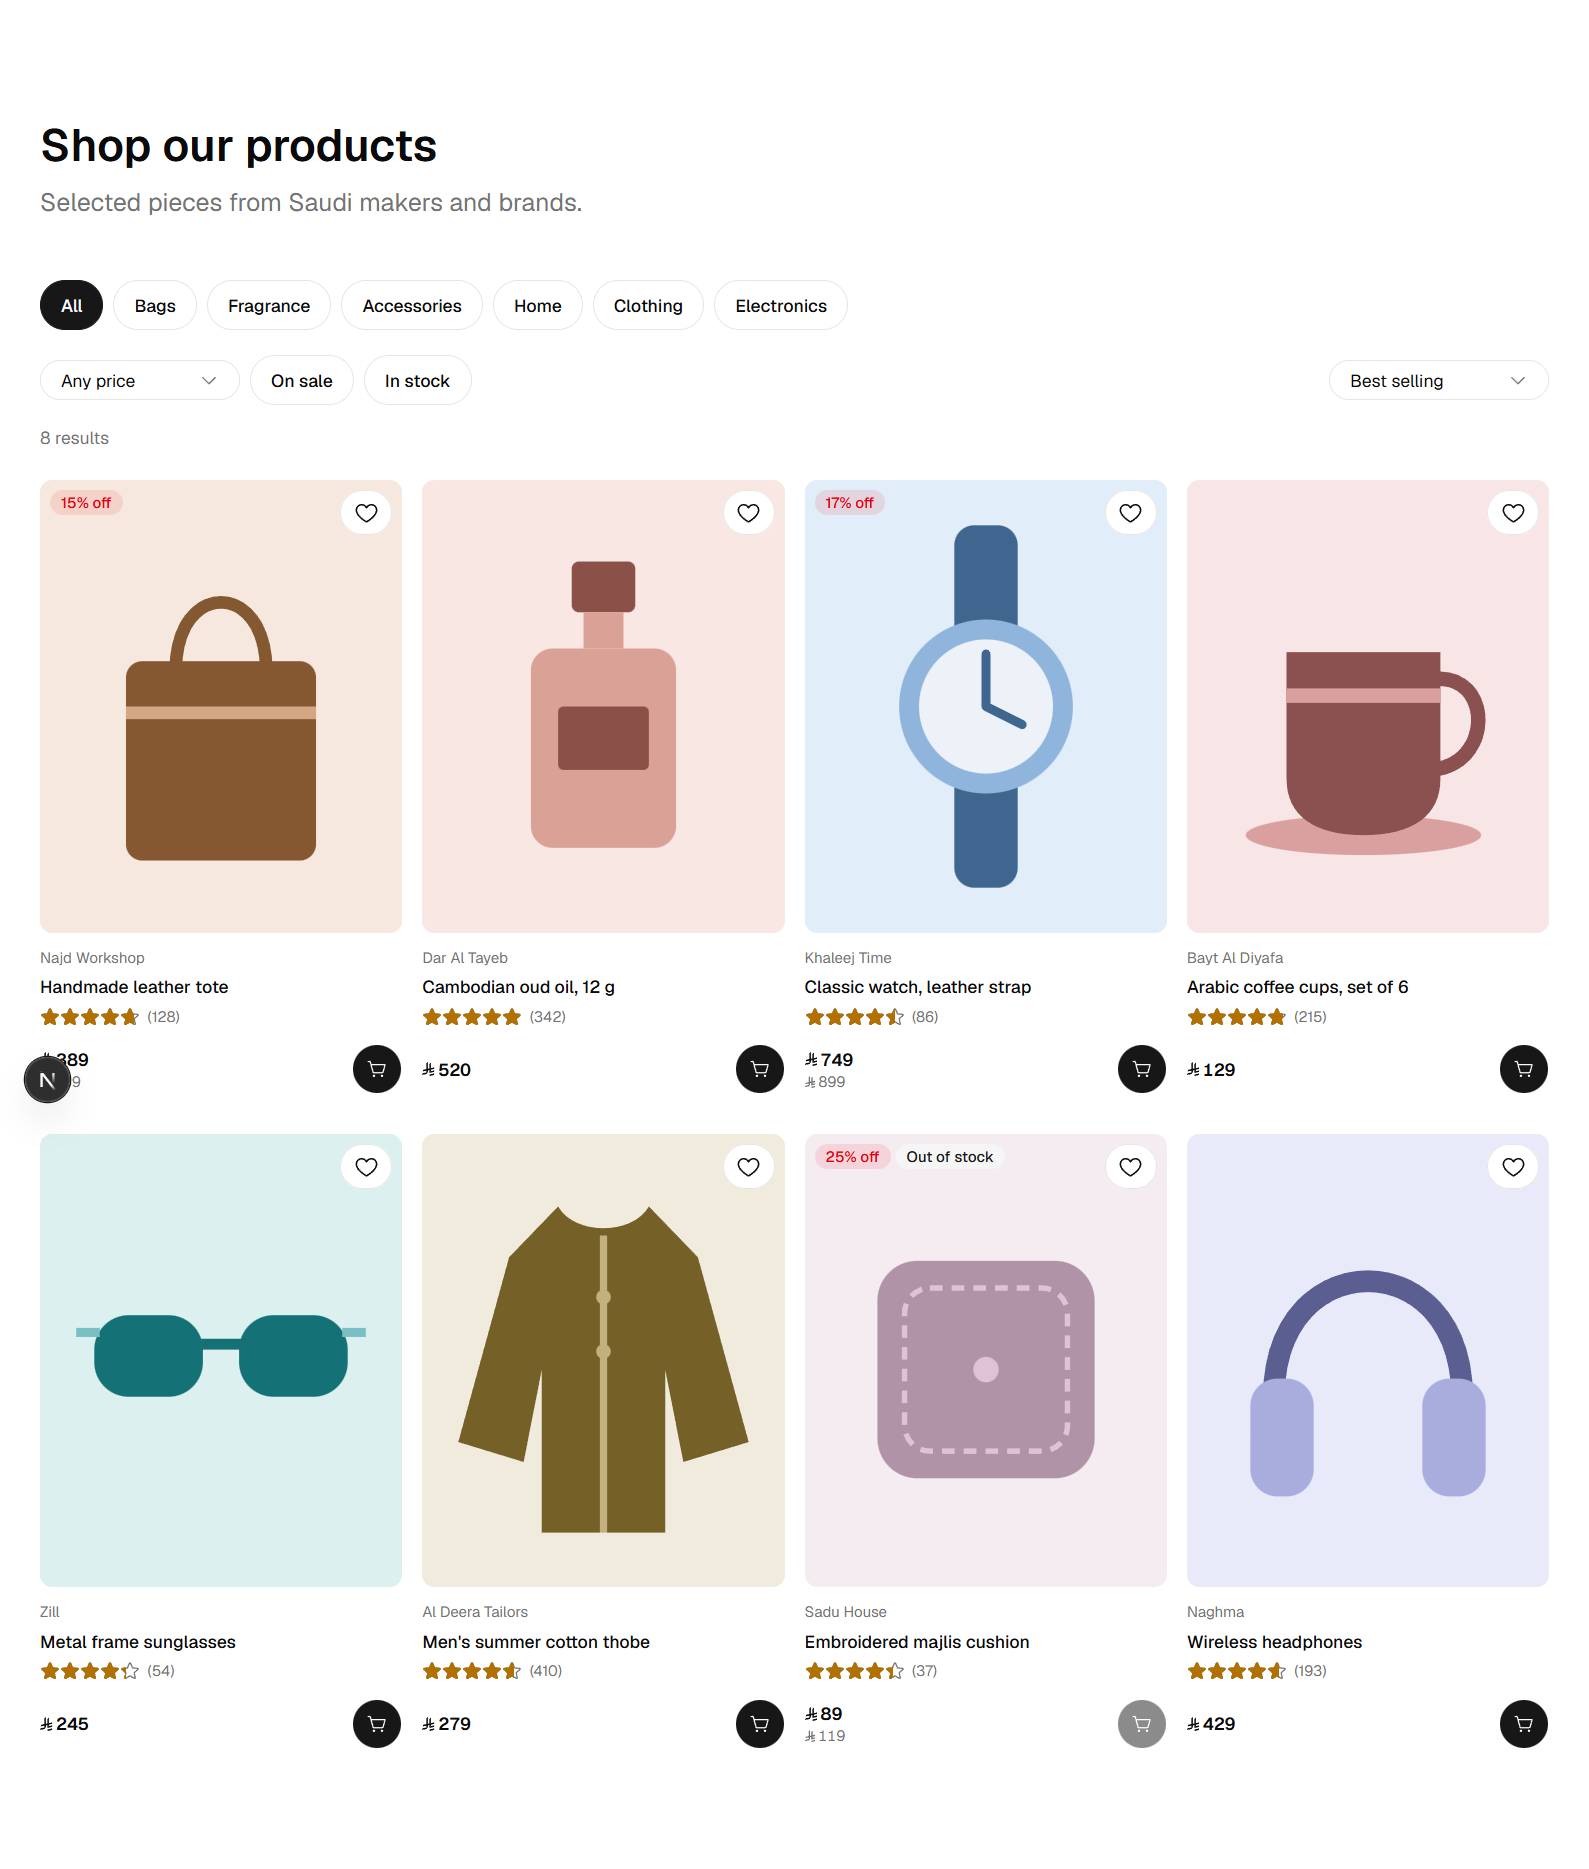 Shop our products
Selected pieces from Saudi makers and brands.
All
Bags
Fragrance
Accessories
Home
Clothing
Electronics
Any price
On sale
In stock
Best selling
8 results
15% off
17% off
Najd Workshop
Handmade leather tote
(128)
389
9
N
Dar Al Tayeb
Cambodian oud oil, 12 g
(342)
520
Khaleej Time
Classic watch, leather strap
(86)
749
899
Bayt Al Diyafa
Arabic coffee cups, set of 6
(215)
129
25% off
Out of stock
Zill
Metal frame sunglasses
(54)
245
Al Deera Tailors
Men's summer cotton thobe
(410)
279
Sadu House
Embroidered majlis cushion
(37)
89
119
Naghma
Wireless headphones
(193)
429